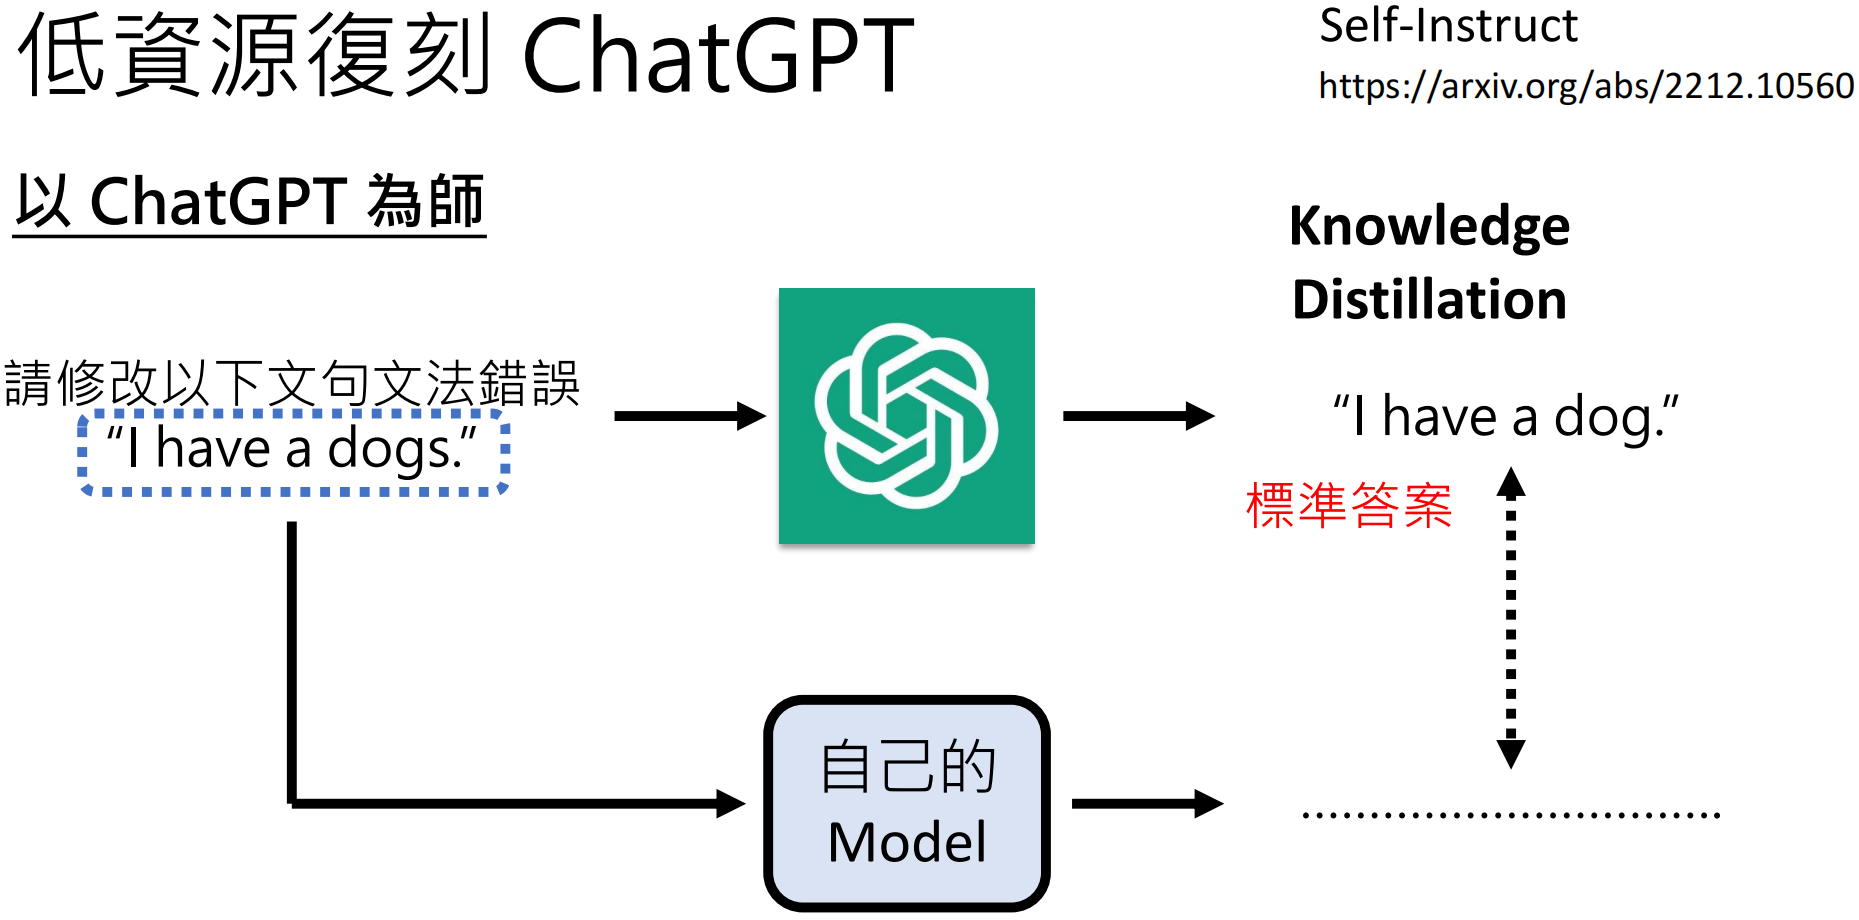 低資源復刻 ChatGPT
Self-Instruct
https://arxiv.org/abs/2212.10560
以 ChatGPT 為師
Knowledge
Distillation
請修改以下文句文法錯誤
“I have a dogs.”
“I have a dog.”
標準答案
自己的
Model